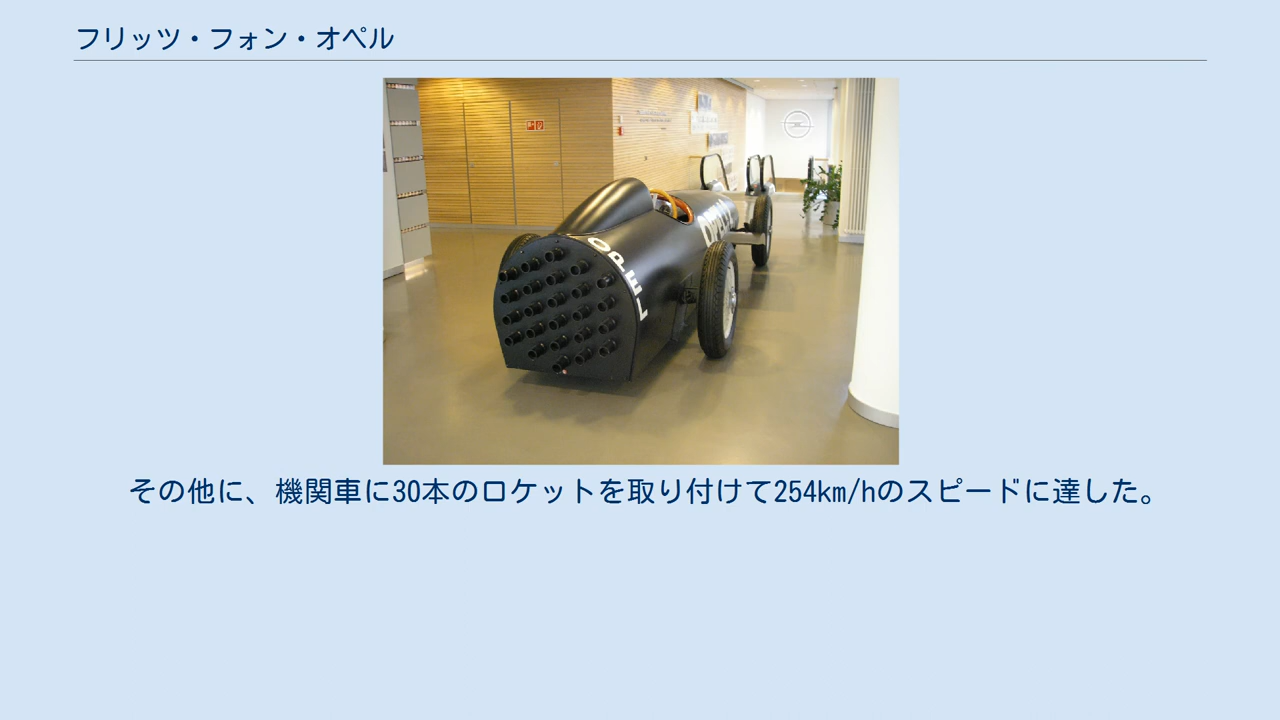 フリッツ・フォン・オペル
OPEL
その他に、機関車に30本のロケットを取り付けて254km/hのスピードに達した。